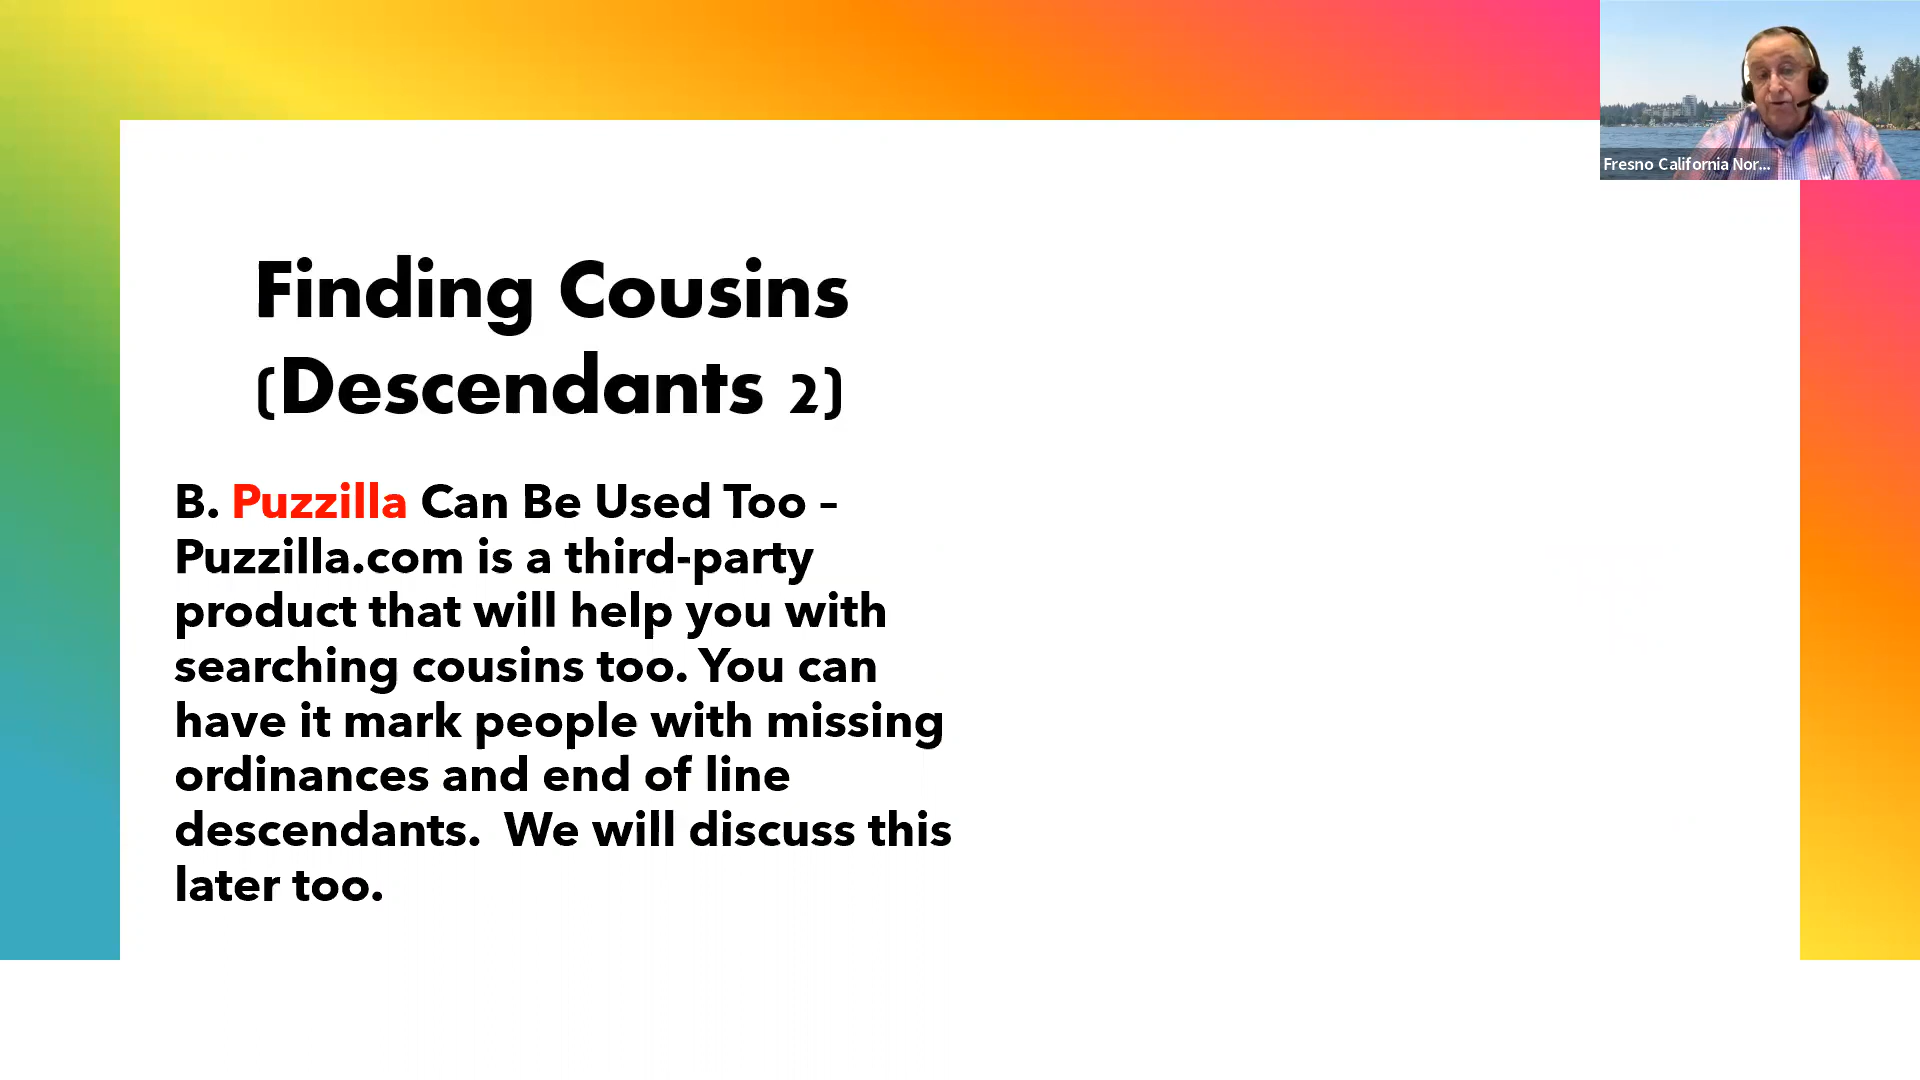 Fresno California Nor...
Finding Cousins
(Descendants 2)
B. Puzzilla Can Be Used Too –
Puzzilla.com is a third-party
product that will help you with
searching cousins too. You can
have it mark people with missing
ordinances and end of line
descendants.  We will discuss this
later too.